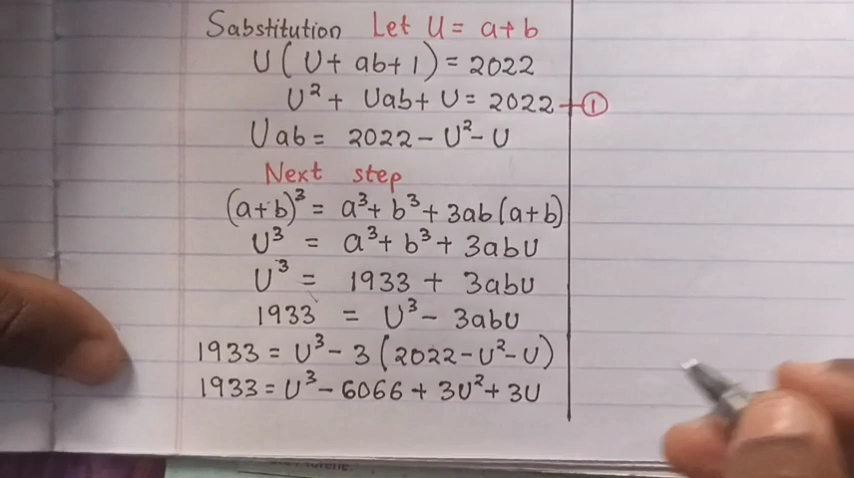 Sabstitution Let U = a+b
U(U+ab+1) = 2022
U² + Uab + U = 2022 —①
Uab = 2022 - U² - U
Next step
(a+b)³ = a³ + b³ + 3ab(a+b)
U³ = a³ + b³ + 3abU
U³ = 1933 + 3abU
1933 = U³ - 3abU
1933 = U³ - 3(2022 - U² - U)
1933 = U³ - 6066 + 3U² + 3U